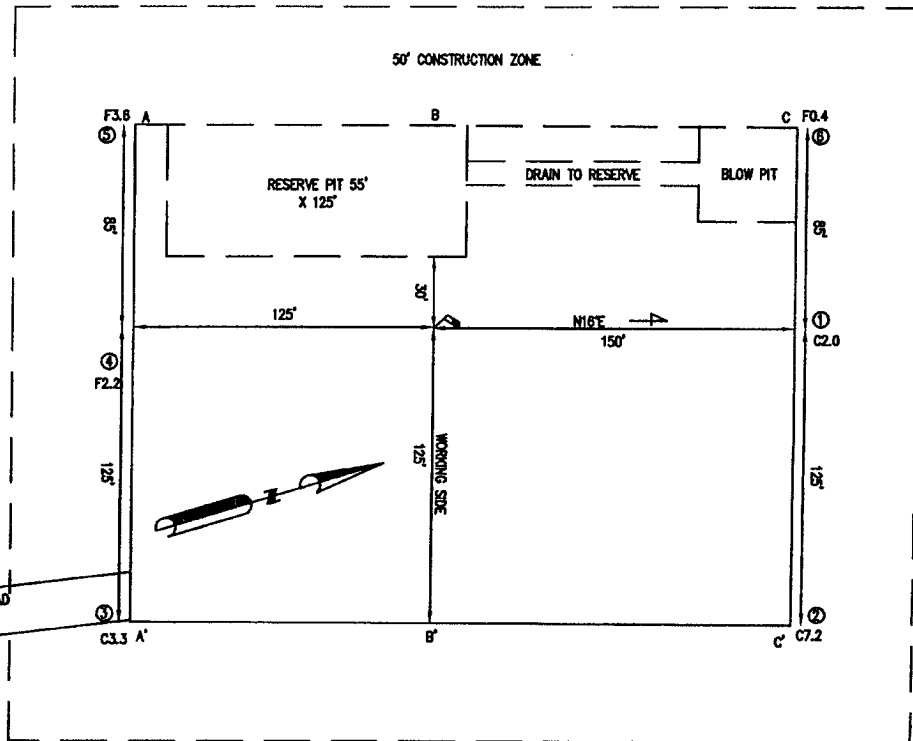 50' CONSTRUCTION ZONE
F3.8 A B C F0.4
⑤ ⑥
RESERVE PIT 55'
X 125'
DRAIN TO RESERVE
BLOW PIT
85' 85'
30'
125' N16°E ①
150' C2.0
④
F2.2
WORKING SIDE
125' 125' 125'
N
③ ②
C3.3 A' B' C' C7.2